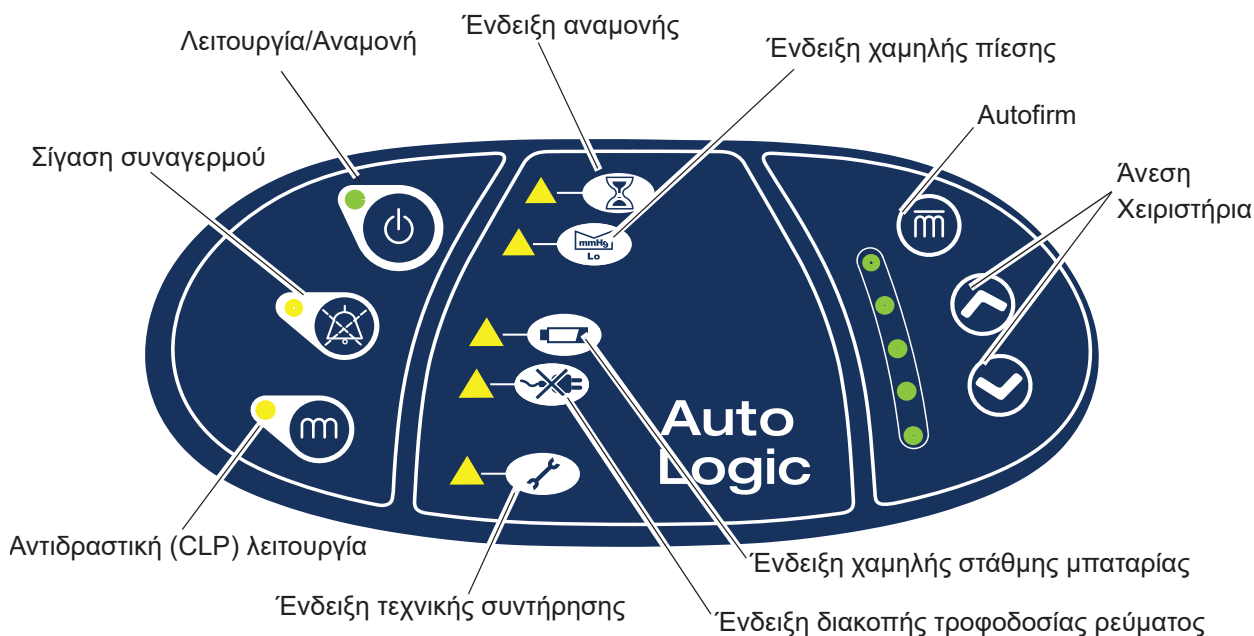 Ένδειξη αναμονής
Λειτουργία/Αναμονή
Ένδειξη χαμηλής πίεσης
Autofirm
Σίγαση συναγερμού
Άνεση
Χειριστήρια
mmHg
Lo
Auto
Logic
Αντιδραστική (CLP) λειτουργία
Ένδειξη χαμηλής στάθμης μπαταρίας
Ένδειξη τεχνικής συντήρησης
Ένδειξη διακοπής τροφοδοσίας ρεύματος